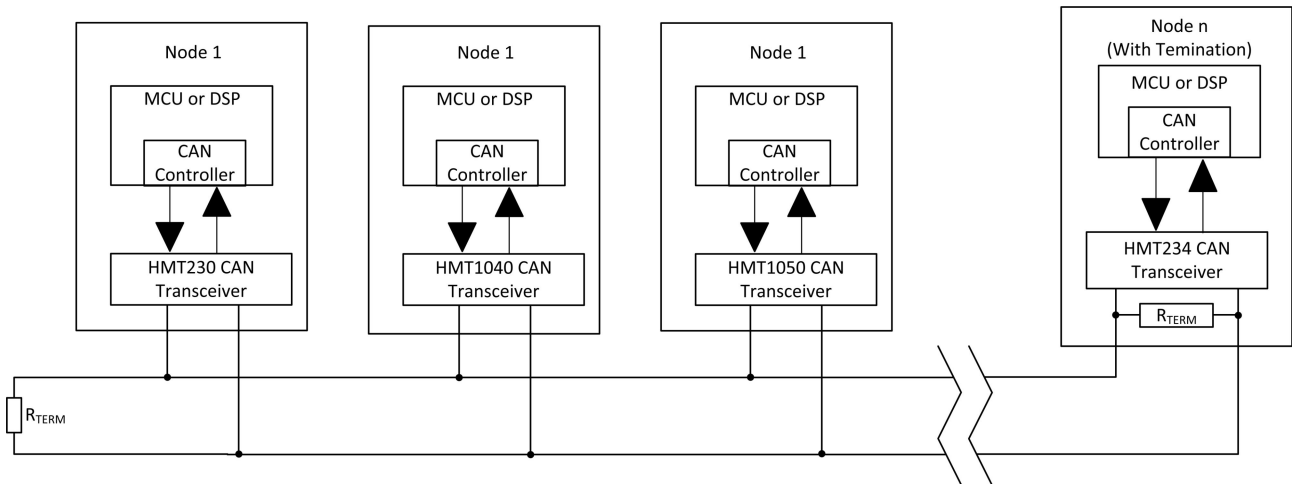 Node 1
MCU or DSP
CAN
Controller
HMT230 CAN
Transceiver
Node 1
MCU or DSP
CAN
Controller
HMT1040 CAN
Transceiver
Node 1
MCU or DSP
CAN
Controller
HMT1050 CAN
Transceiver
Node n
(With Temination)
MCU or DSP
CAN
Controller
HMT234 CAN
Transceiver
RTERM
RTERM